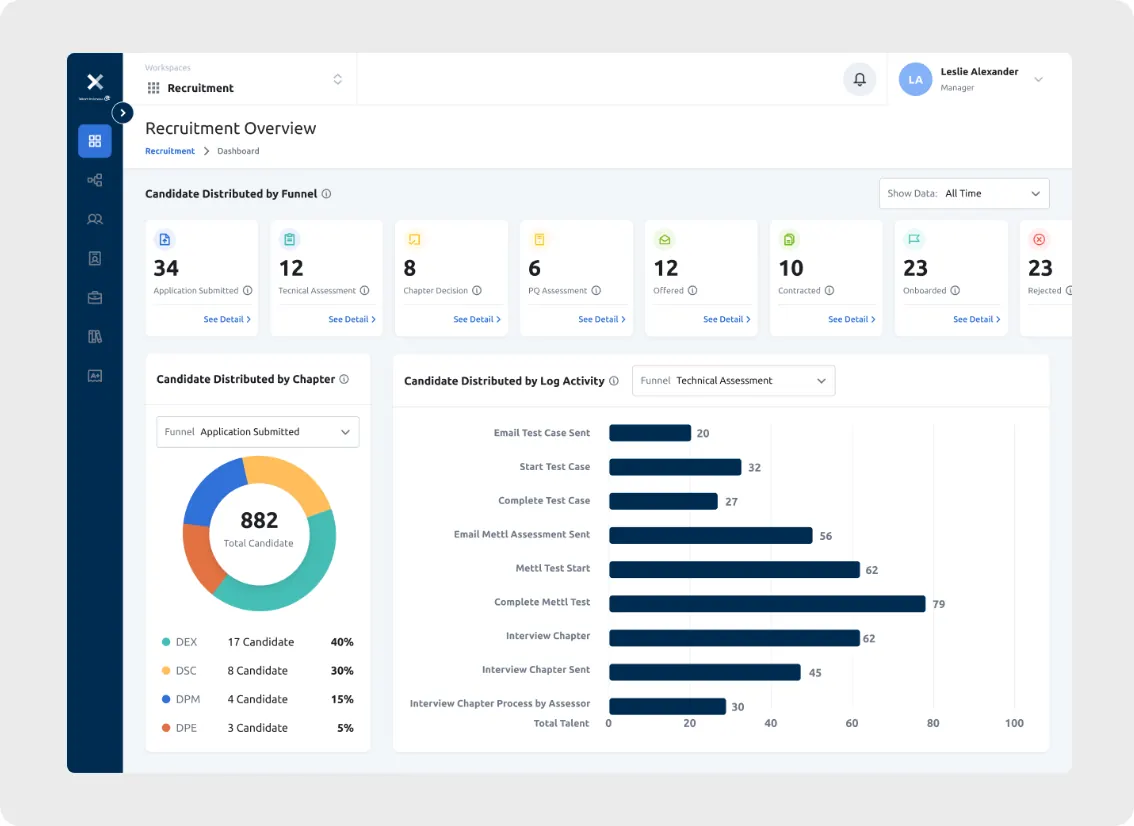 Workspaces
Recruitment
LA
Leslie Alexander
Manager
Recruitment Overview
Recruitment
Dashboard
Candidate Distributed by Funnel
Show Data: All Time
34
Application Submitted
See Detail
12
Tecnical Assessment
See Detail
8
Chapter Decision
See Detail
6
PQ Assessment
See Detail
12
Offered
See Detail
10
Contracted
See Detail
23
Onboarded
See Detail
23
Rejected
Candidate Distributed by Chapter
Funnel Application Submitted
882
Total Candidate
DEX 17 Candidate 40%
DSC 8 Candidate 30%
DPM 4 Candidate 15%
DPE 3 Candidate 5%
Candidate Distributed by Log Activity
Funnel Technical Assessment
Email Test Case Sent 20
Start Test Case 32
Complete Test Case 27
Email Mettl Assessment Sent 56
Mettl Test Start 62
Complete Mettl Test 79
Interview Chapter 62
Interview Chapter Sent 45
Interview Chapter Process by Assessor 30
Total Talent 0 20 40 60 80 100